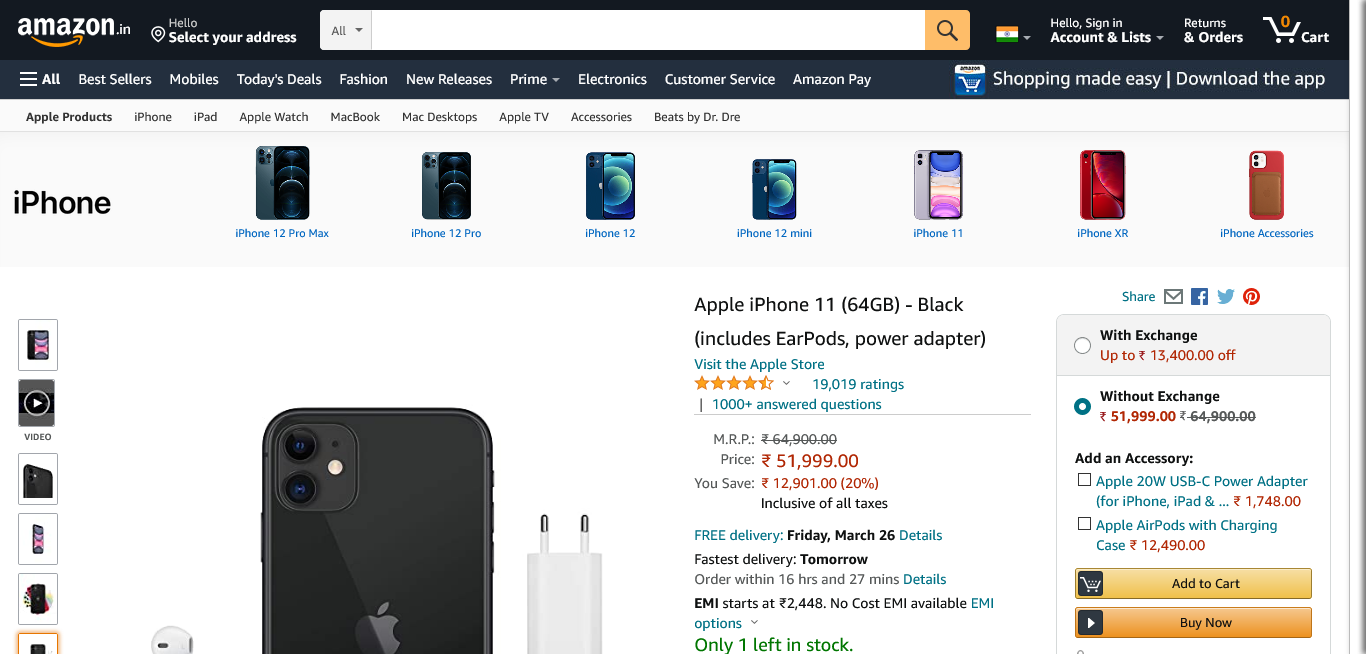 amazon.in
Hello
Select your address
All
Hello, Sign in
Account & Lists
Returns
& Orders
0
Cart
All
Best Sellers
Mobiles
Today's Deals
Fashion
New Releases
Prime
Electronics
Customer Service
Amazon Pay
amazon
Shopping made easy | Download the app
Apple Products
iPhone
iPad
Apple Watch
MacBook
Mac Desktops
Apple TV
Accessories
Beats by Dr. Dre
iPhone
iPhone 12 Pro Max
iPhone 12 Pro
iPhone 12
iPhone 12 mini
iPhone 11
iPhone XR
iPhone Accessories
VIDEO
Apple iPhone 11 (64GB) - Black
(includes EarPods, power adapter)
Visit the Apple Store
19,019 ratings
| 1000+ answered questions
M.R.P.: ₹ 64,900.00
Price: ₹ 51,999.00
You Save: ₹ 12,901.00 (20%)
Inclusive of all taxes
FREE delivery: Friday, March 26 Details
Fastest delivery: Tomorrow
Order within 16 hrs and 27 mins Details
EMI starts at ₹2,448. No Cost EMI available EMI
options
Only 1 left in stock.
Share
With Exchange
Up to ₹ 13,400.00 off
Without Exchange
₹ 51,999.00 ₹ 64,900.00
Add an Accessory:
Apple 20W USB-C Power Adapter
(for iPhone, iPad & ... ₹ 1,748.00
Apple AirPods with Charging
Case ₹ 12,490.00
Add to Cart
Buy Now